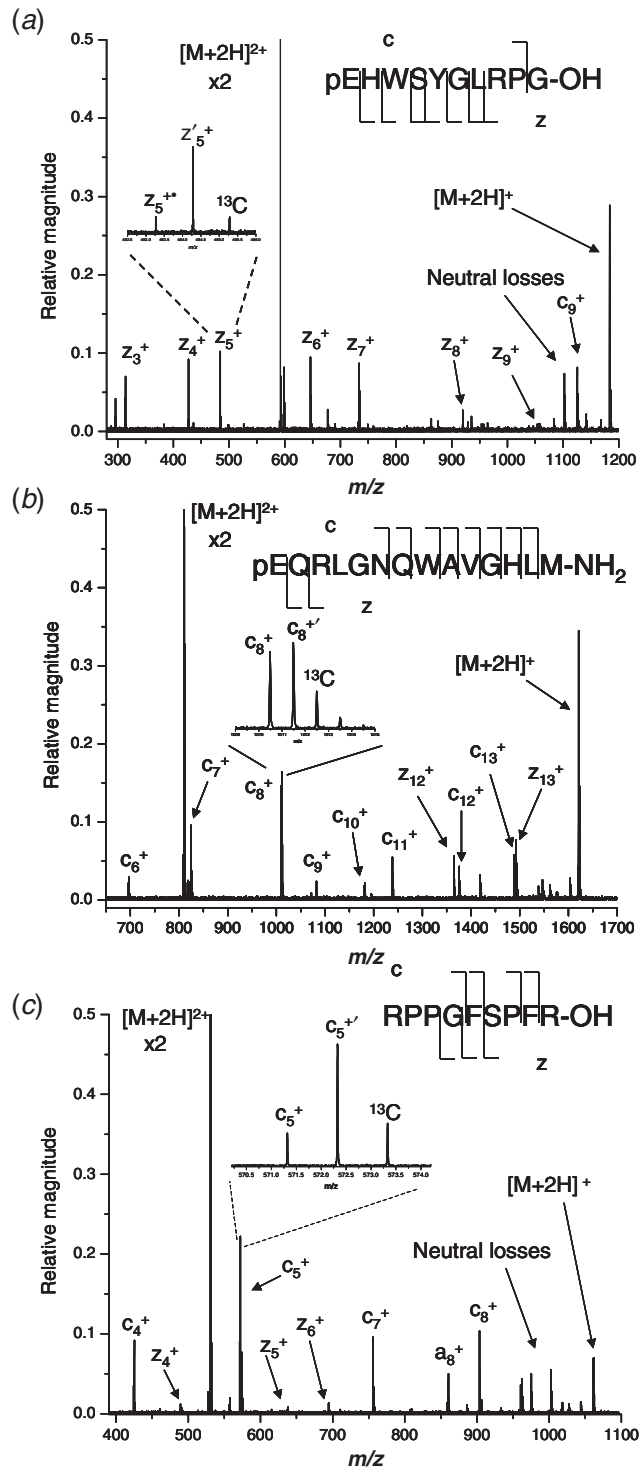 (a)
[M+2H]²⁺
x2
c
pEHWSYGLRPG-OH
z
z₅⁺•
z′₅⁺
¹³C
m/z
z₃⁺
z₄⁺
z₅⁺
z₆⁺
z₇⁺
z₈⁺
z₉⁺
Neutral losses
c₉⁺
[M+2H]⁺
Relative magnitude
0.5
0.4
0.3
0.2
0.1
0.0
300 400 500 600 700 800 900 1000 1100 1200
m/z
(b)
[M+2H]²⁺
x2
c
pEQRLGNQWAVGHLM-NH₂
z
c₈⁺
c₈⁺′
¹³C
m/z
c₆⁺
c₇⁺
c₈⁺
c₉⁺
c₁₀⁺
c₁₁⁺
z₁₂⁺
c₁₂⁺
c₁₃⁺
z₁₃⁺
[M+2H]⁺
Relative magnitude
0.5
0.4
0.3
0.2
0.1
0.0
700 800 900 1000 1100 1200 1300 1400 1500 1600 1700
m/z
(c)
[M+2H]²⁺
x2
c
RPPGFSPFR-OH
z
c₅⁺
c₅⁺′
¹³C
570.5 571.0 571.5 572.0 572.5 573.0 573.5 574.0
m/z
c₄⁺
z₄⁺
c₅⁺
z₅⁺
z₆⁺
c₇⁺
a₈⁺
c₈⁺
Neutral losses
[M+2H]⁺
Relative magnitude
0.5
0.4
0.3
0.2
0.1
0.0
400 500 600 700 800 900 1000 1100
m/z